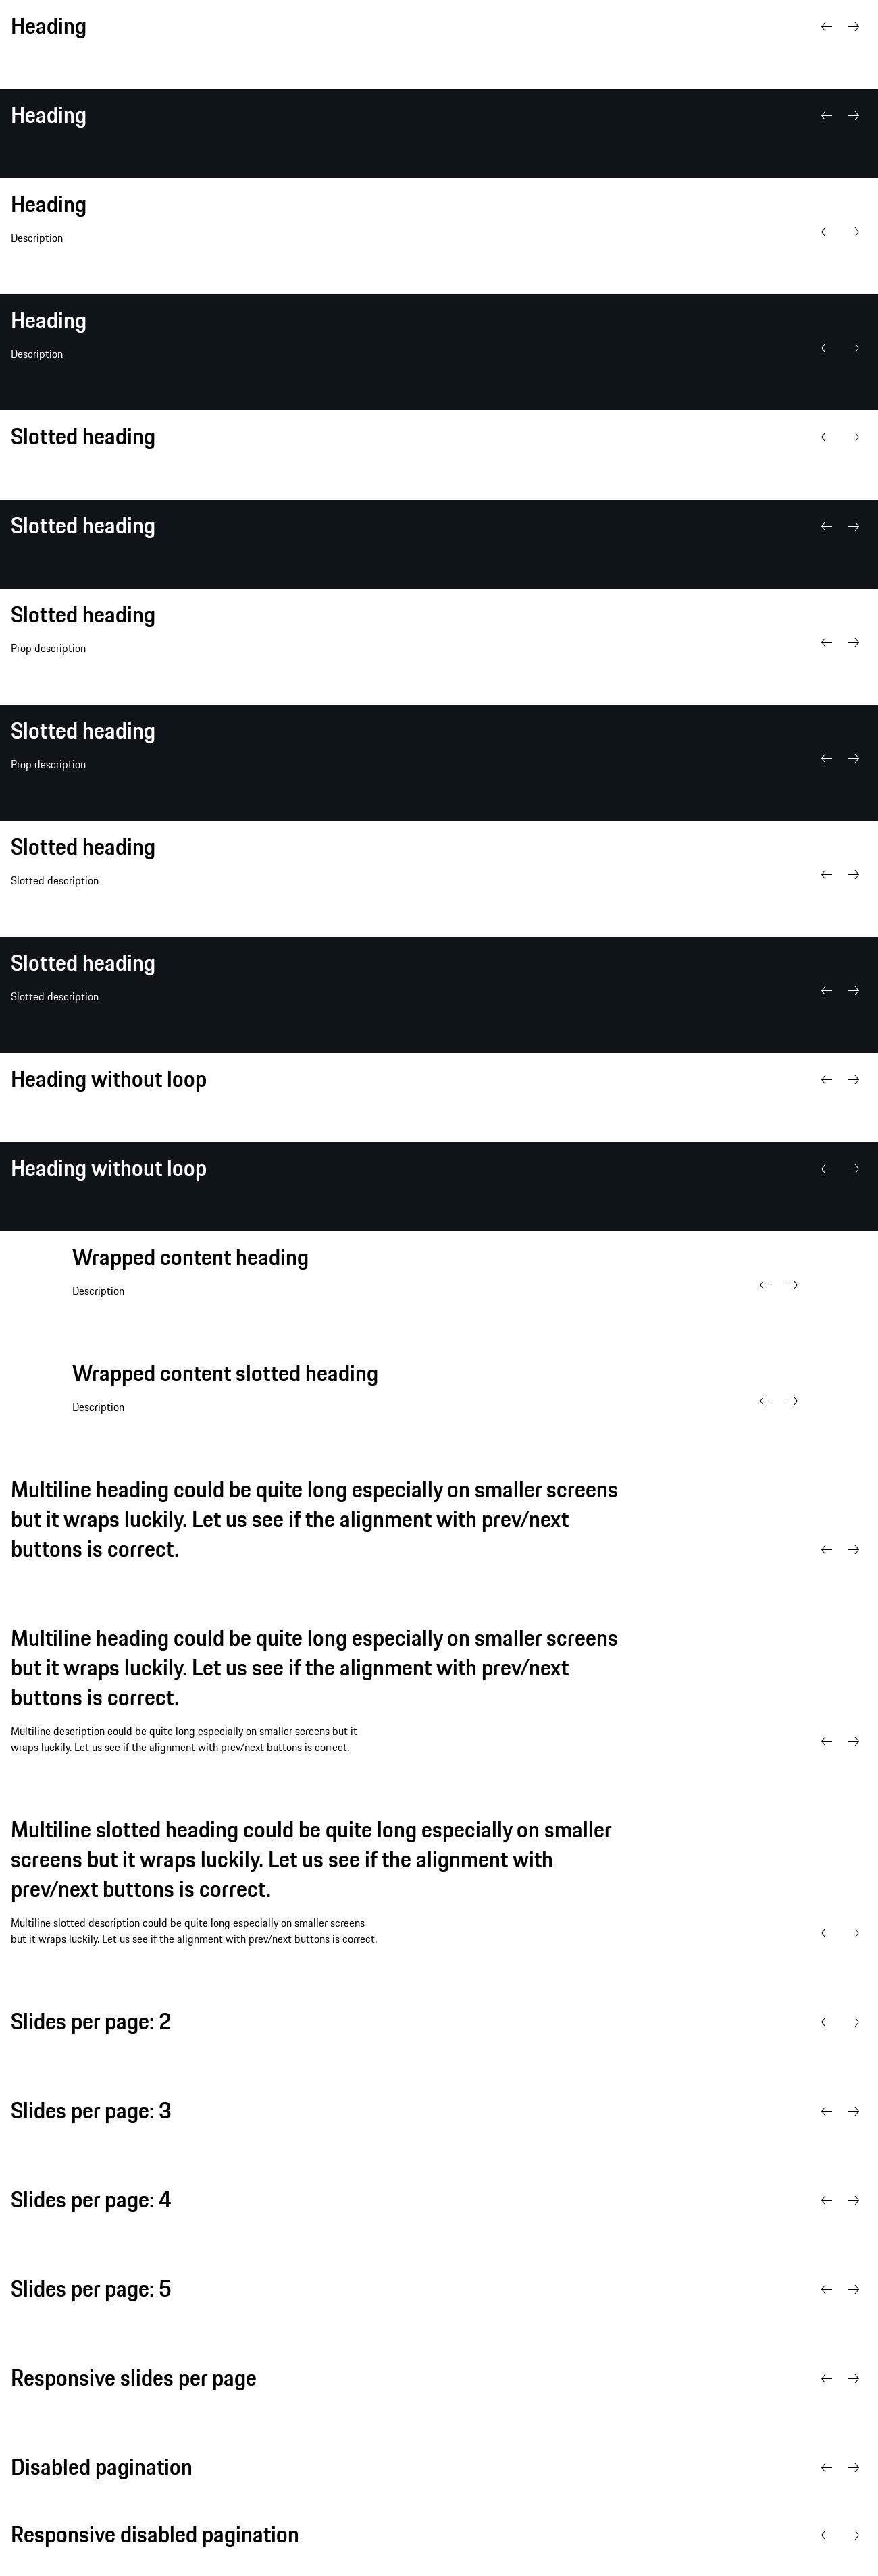 Heading
Heading
Heading
Description
Heading
Description
Slotted heading
Slotted heading
Slotted heading
Prop description
Slotted heading
Prop description
Slotted heading
Slotted description
Slotted heading
Slotted description
Heading without loop
Heading without loop
Wrapped content heading
Description
Wrapped content slotted heading
Description
Multiline heading could be quite long especially on smaller screens
but it wraps luckily. Let us see if the alignment with prev/next
buttons is correct.
Multiline heading could be quite long especially on smaller screens
but it wraps luckily. Let us see if the alignment with prev/next
buttons is correct.
Multiline description could be quite long especially on smaller screens but it
wraps luckily. Let us see if the alignment with prev/next buttons is correct.
Multiline slotted heading could be quite long especially on smaller
screens but it wraps luckily. Let us see if the alignment with
prev/next buttons is correct.
Multiline slotted description could be quite long especially on smaller screens
but it wraps luckily. Let us see if the alignment with prev/next buttons is correct.
Slides per page: 2
Slides per page: 3
Slides per page: 4
Slides per page: 5
Responsive slides per page
Disabled pagination
Responsive disabled pagination